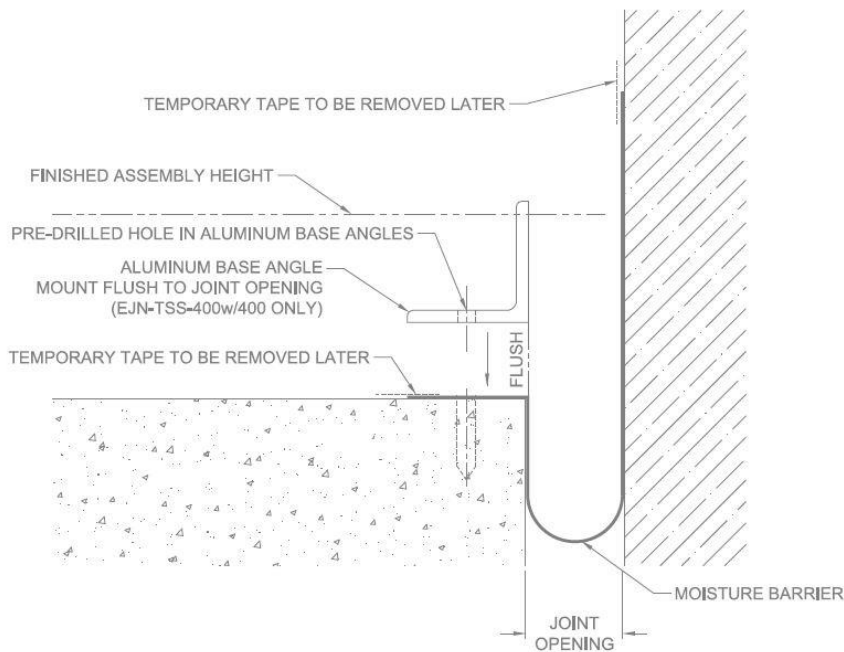 TEMPORARY TAPE TO BE REMOVED LATER
FINISHED ASSEMBLY HEIGHT
PRE-DRILLED HOLE IN ALUMINUM BASE ANGLES
ALUMINUM BASE ANGLE
MOUNT FLUSH TO JOINT OPENING
(EJN-TSS-400w/400 ONLY)
FLUSH
TEMPORARY TAPE TO BE REMOVED LATER
MOISTURE BARRIER
JOINT
OPENING